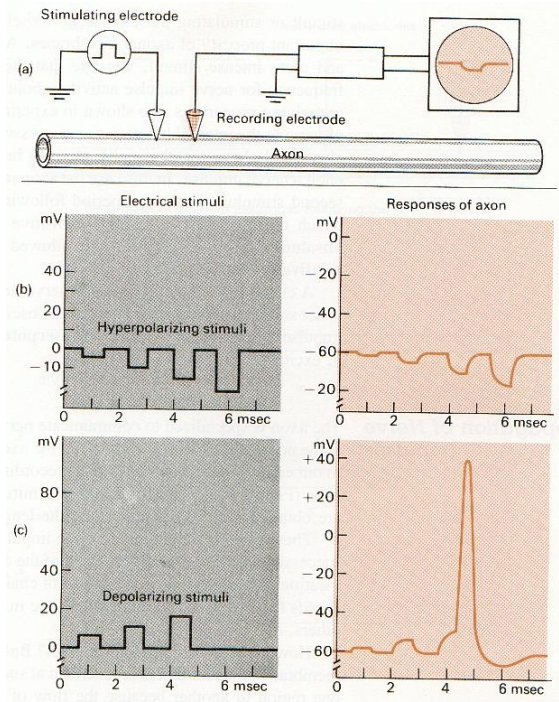 Stimulating electrode
(a)
Recording electrode
Axon
Electrical stimuli
Responses of axon
(b)
mV
40
20
0
− 10
Hyperpolarizing stimuli
0
2
4
6 msec
mV
0
− 20
− 40
− 60
− 20
0
2
4
6 msec
(c)
mV
80
40
20
0
Depolarizing stimuli
0
2
4
6 msec
mV
+ 40
+ 20
0
− 20
− 40
60
0
2
4
6 msec